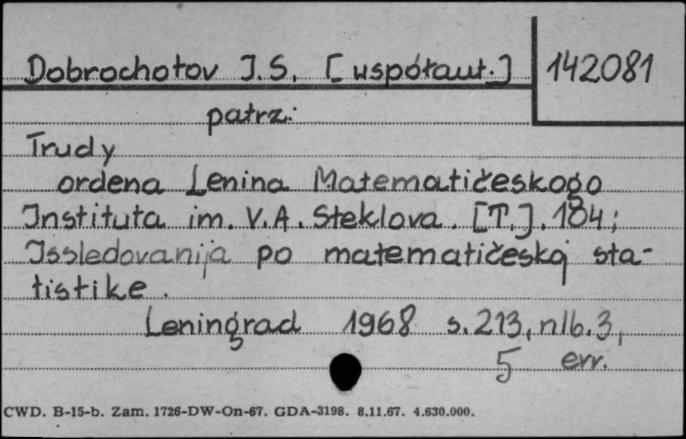 Dobrochotov I.S. [współaut.] 142081
patrz:
Trudy
ordena Lenina Matematičeskogo
Instituta im. V.A. Steklova. [T.]. 104;
Issledovanija po matematičeskoj sta-
tistike.
Leningrad 1968 s. 213, nlb. 3,
5 err.
CWD. B-15-b. Zam. 1726-DW-On-67. GDA-3198. 8.11.67. 4.630.000.